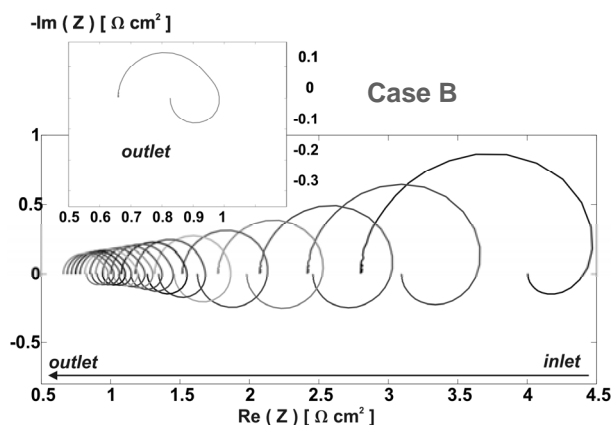 -Im ( Z ) [ Ω cm²]
0.1
0
-0.1
-0.2
-0.3
outlet
0.5 0.6 0.7 0.8 0.9 1
Case B
1
0.5
0
-0.5
outlet
inlet
0.5 1 1.5 2 2.5 3 3.5 4 4.5
Re ( Z ) [ Ω cm²]